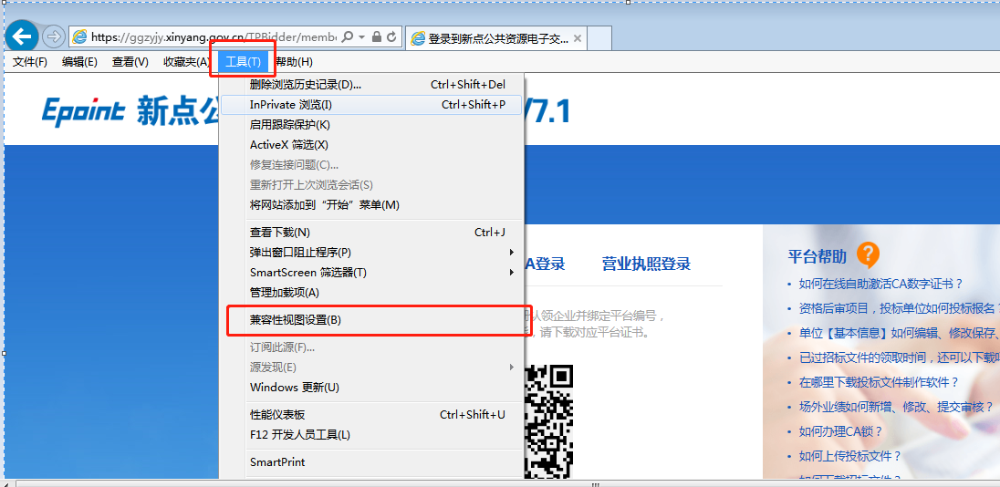 https://ggzyjy.xinyang.gov.cn/TPBidder/memb
登录到新点公共资源电子交...
文件(F) 编辑(E) 查看(V) 收藏夹(A) 工具(T) 帮助(H)
Epoint 新点 V7.1
删除浏览历史记录(D)... Ctrl+Shift+Del
InPrivate 浏览(I) Ctrl+Shift+P
启用跟踪保护(K)
ActiveX 筛选(X)
修复连接问题(C)...
重新打开上次浏览会话(S)
将网站添加到“开始”菜单(M)
查看下载(N) Ctrl+J
弹出窗口阻止程序(P)
SmartScreen 筛选器(T)
管理加载项(A)
兼容性视图设置(B)
订阅此源(F)...
源发现(E)
Windows 更新(U)
性能仪表板 Ctrl+Shift+U
F12 开发人员工具(L)
SmartPrint
A登录 营业执照登录
认领企业并绑定平台编号，
，请下载对应平台证书。
平台帮助
• 如何在线自助激活CA数字证书？
• 资格后审项目，投标单位如何投标报名？
• 单位【基本信息】如何编辑、修改保存、
• 已过招标文件的领取时间，还可以下载
• 在哪里下载投标文件制作软件？
• 场外业绩如何新增、修改、提交审核？
• 如何办理CA锁？
• 如何上传投标文件？